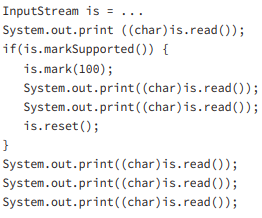 InputStream is = ...
System.out.print ((char)is.read());
if(is.markSupported()) {
   is.mark(100);
   System.out.print((char)is.read());
   System.out.print((char)is.read());
   is.reset();
}
System.out.print((char)is.read());
System.out.print((char)is.read());
System.out.print((char)is.read());